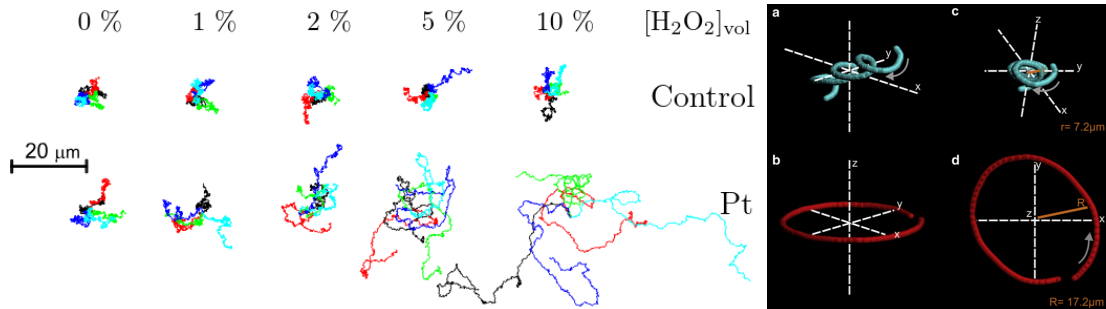 0 % 1 % 2 % 5 % 10 % [H₂O₂]vol
Control
20 μm
Pt
a
y
x
c
z
y
x
r= 7.2μm
b
z
y
x
d
y
z
R
x
R= 17.2μm